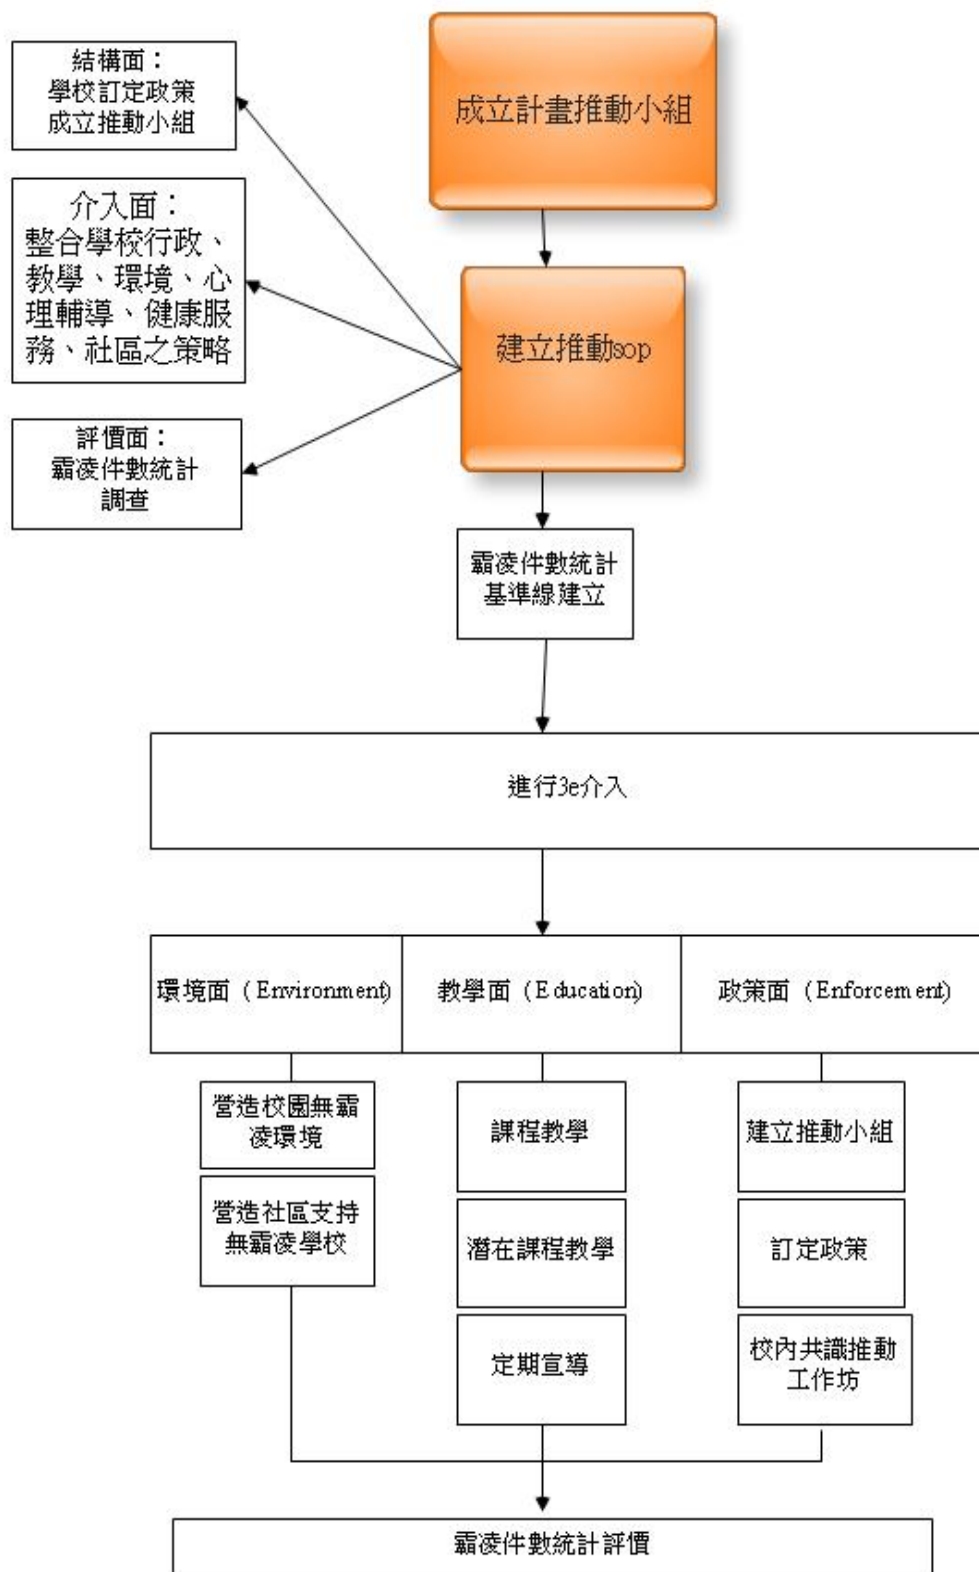 成立計畫推動小組
結構面：
學校訂定政策
成立推動小組
介入面：
整合學校行政、
教學、環境、心
理輔導、健康服
務、社區之策略
評價面：
霸凌件數統計
調查
建立推動sop
霸凌件數統計
基準線建立
進行3e介入
環境面（Environment)
教學面（Education)
政策面（Enforcement)
營造校園無霸
凌環境
營造社區支持
無霸凌學校
課程教學
潛在課程教學
定期宣導
建立推動小組
訂定政策
校內共識推動
工作坊
霸凌件數統計評價